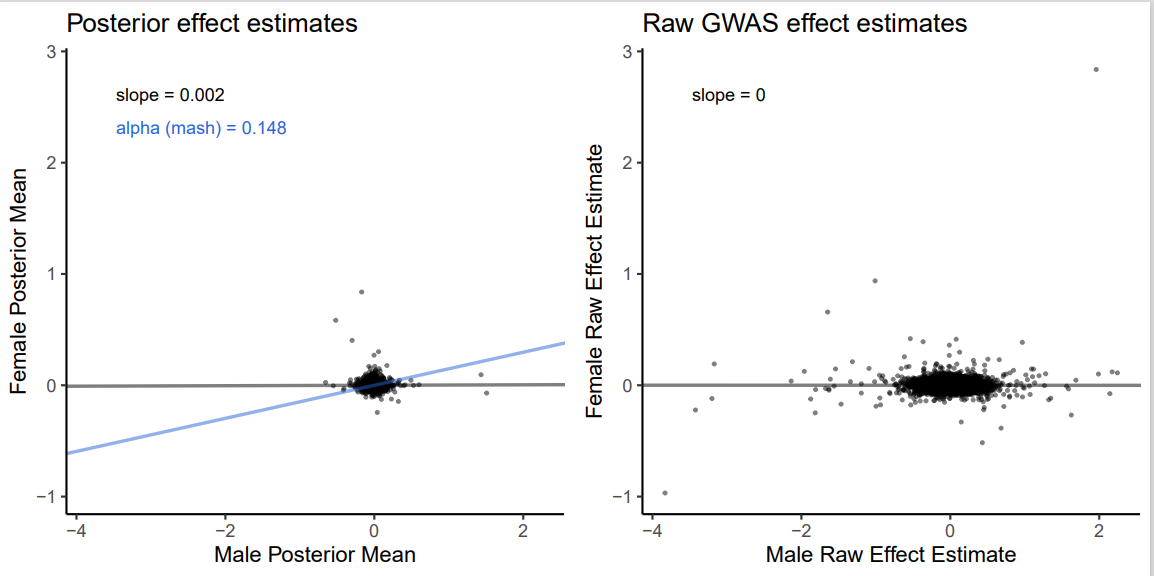 Posterior effect estimates
3
slope = 0.002
alpha (mash) = 0.148
2
1
0
−1
Female Posterior Mean
−4
−2
0
2
Male Posterior Mean
Raw GWAS effect estimates
3
slope = 0
2
1
0
−1
Female Raw Effect Estimate
−4
−2
0
2
Male Raw Effect Estimate